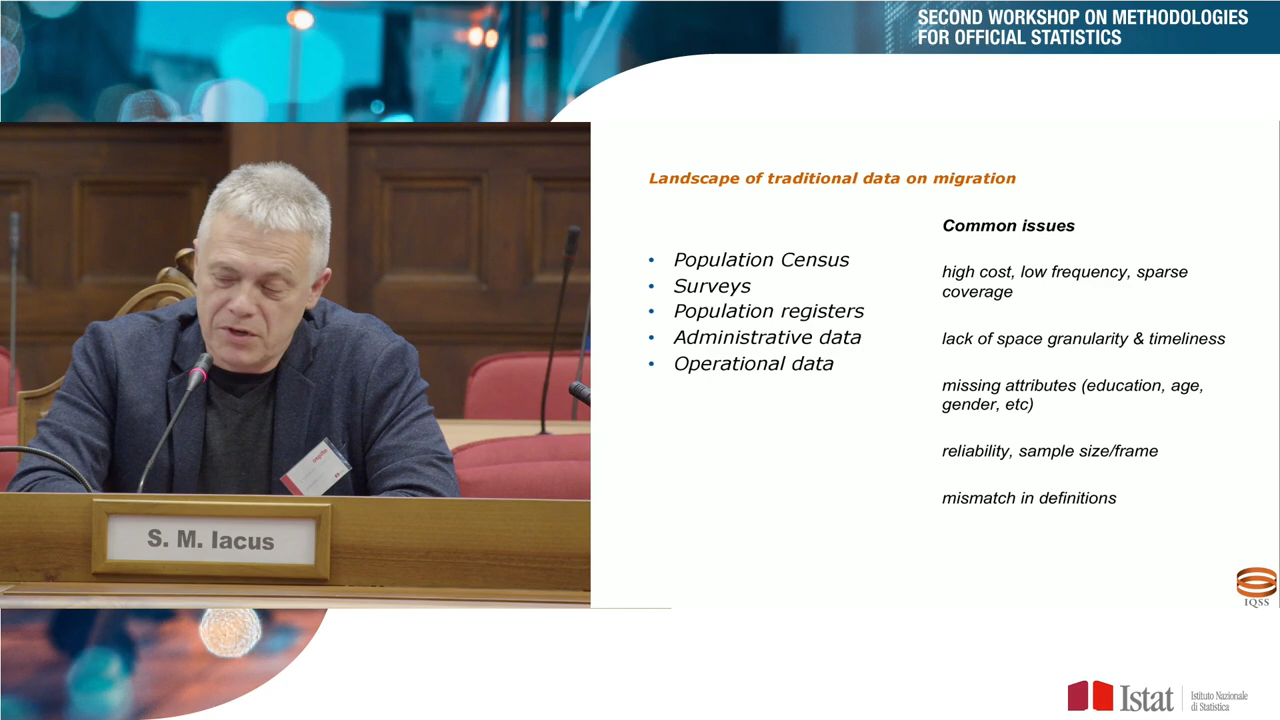 SECOND WORKSHOP ON METHODOLOGIES
FOR OFFICIAL STATISTICS
Landscape of traditional data on migration
• Population Census
• Surveys
• Population registers
• Administrative data
• Operational data
Common issues
high cost, low frequency, sparse
coverage
lack of space granularity & timeliness
missing attributes (education, age,
gender, etc)
reliability, sample size/frame
mismatch in definitions
S. M. Iacus
IQSS
Istat
Istituto Nazionale
di Statistica